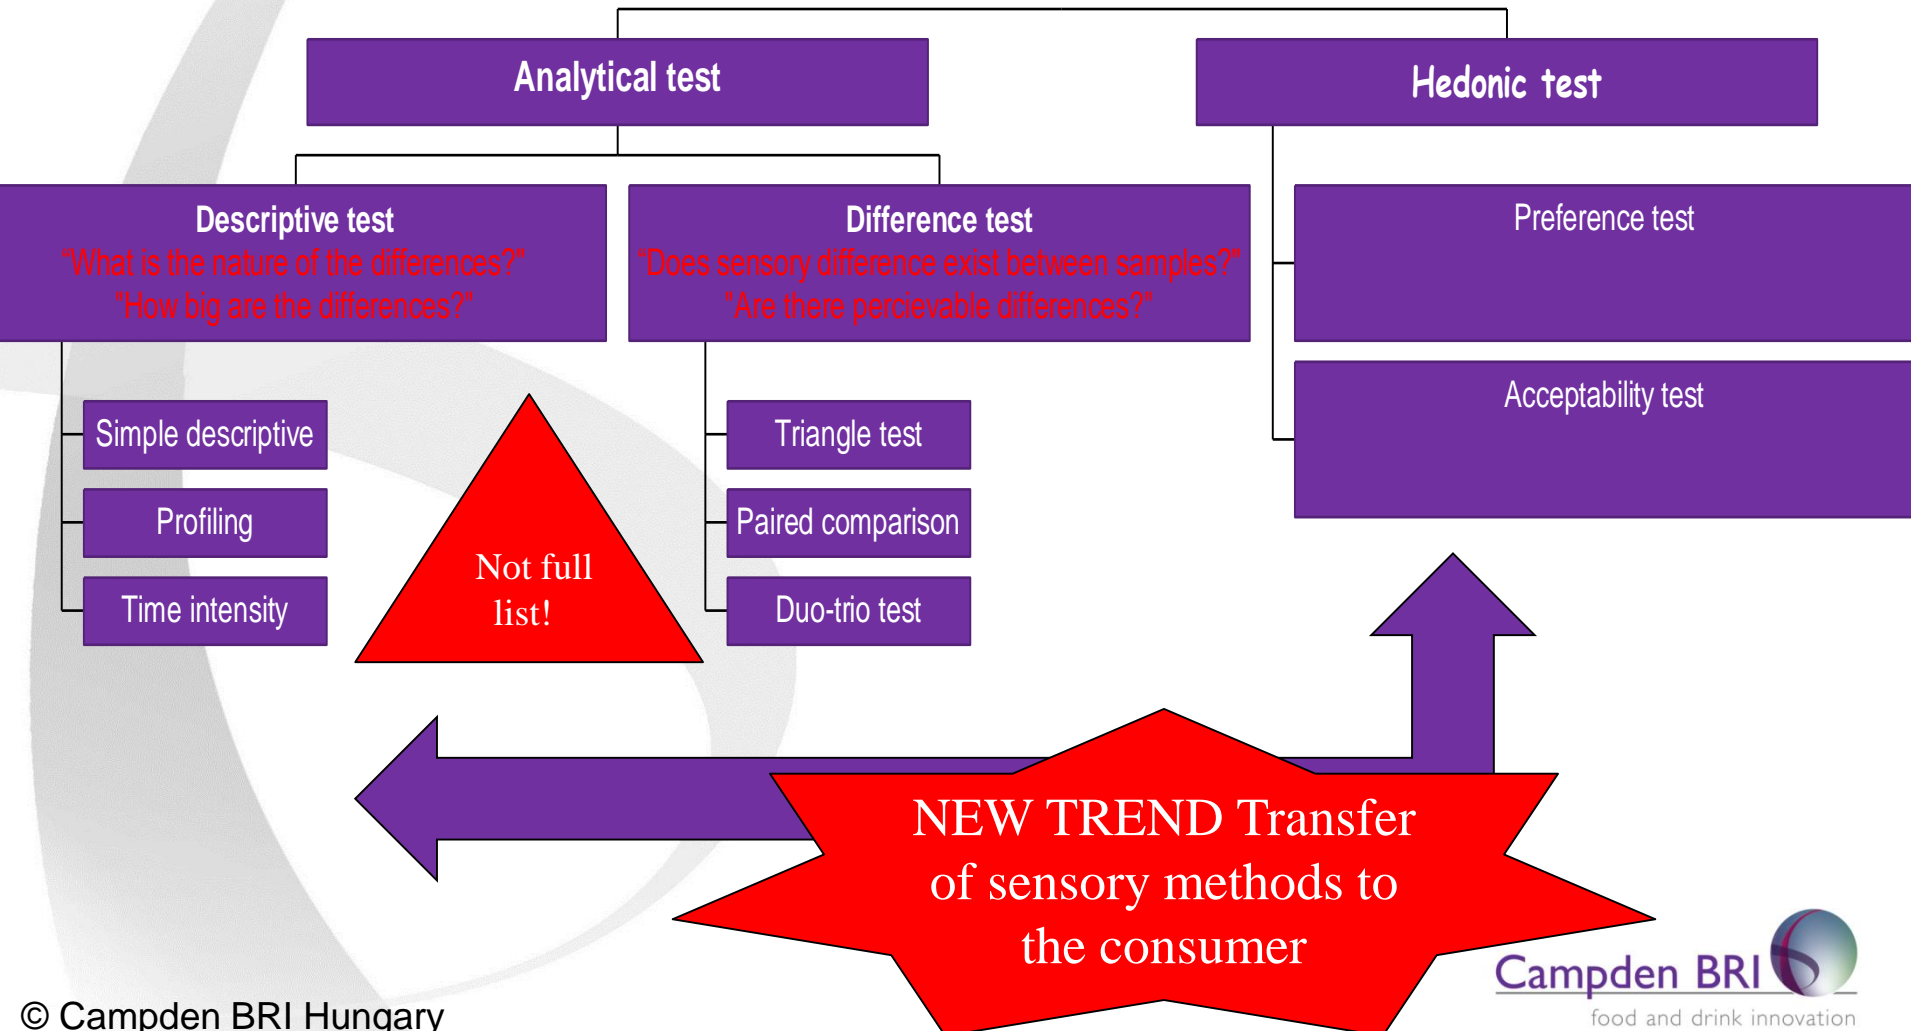 Analytical test
Hedonic test
Descriptive test
"What is the nature of the differences?"
"How big are the differences?"
Difference test
"Does sensory difference exist between samples?"
"Are there percievable differences?"
Preference test
Acceptability test
Simple descriptive
Profiling
Time intensity
Not full
list!
Triangle test
Paired comparison
Duo-trio test
NEW TREND Transfer
of sensory methods to
the consumer
Campden BRI
food and drink innovation
© Campden BRI Hungary